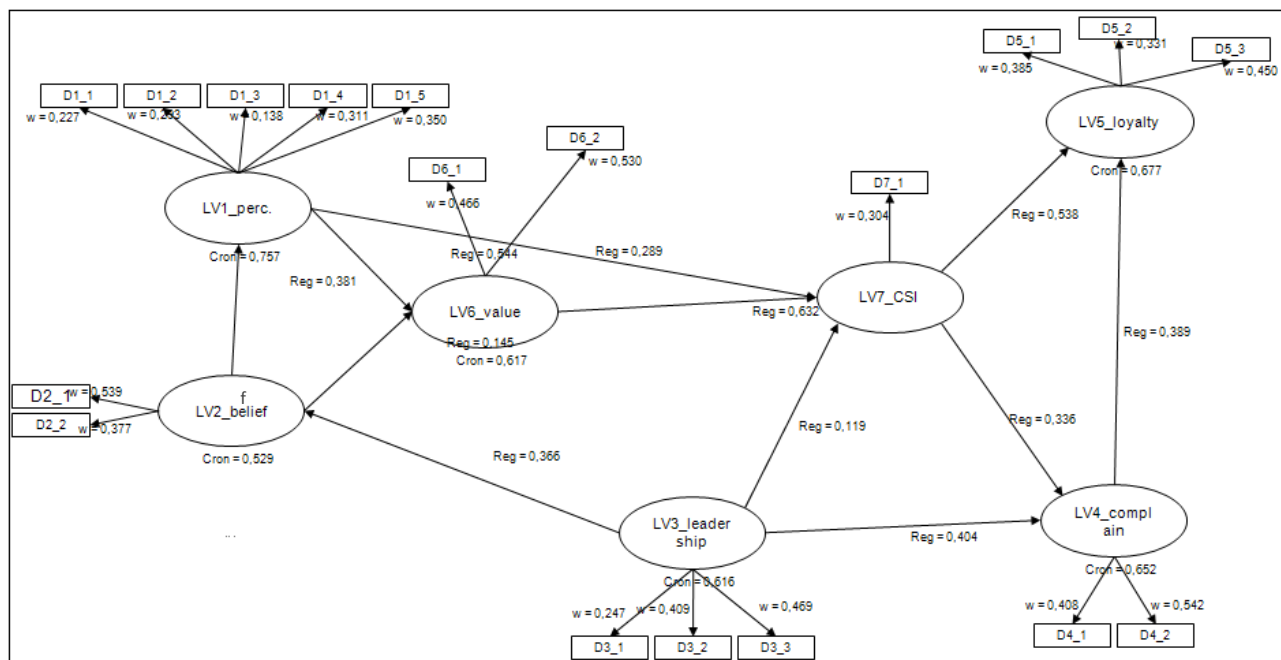 D5_2
D5_1
w = 0,331
D5_3
w = 0,385
w = 0,450
D1_1
D1_2
D1_3
D1_4
D1_5
w = 0,227
w = 0,138
w = 0,311
w = 0,350
LV5_loyalty
D6_2
w = 0,530
D6_1
Cron = 0,677
D7_1
w = 0,466
LV1_perc.
w = 0,304
Reg = 0,538
Cron = 0,757
Reg = 0,544
Reg = 0,289
Reg = 0,381
LV7_CSI
LV6_value
Reg = 0,632
Reg = 0,389
Reg = 0,145
Cron = 0,617
D2_1
w = 0,539
f
LV2_belief
D2_2
w = 0,377
Reg = 0,119
Reg = 0,336
Cron = 0,529
Reg = 0,366
LV3_leader
ship
LV4_compl
ain
...
Reg = 0,404
Cron = 0,616
Cron = 0,652
w = 0,247
w = 0,409
w = 0,469
w = 0,408
w = 0,542
D3_1
D3_2
D3_3
D4_1
D4_2